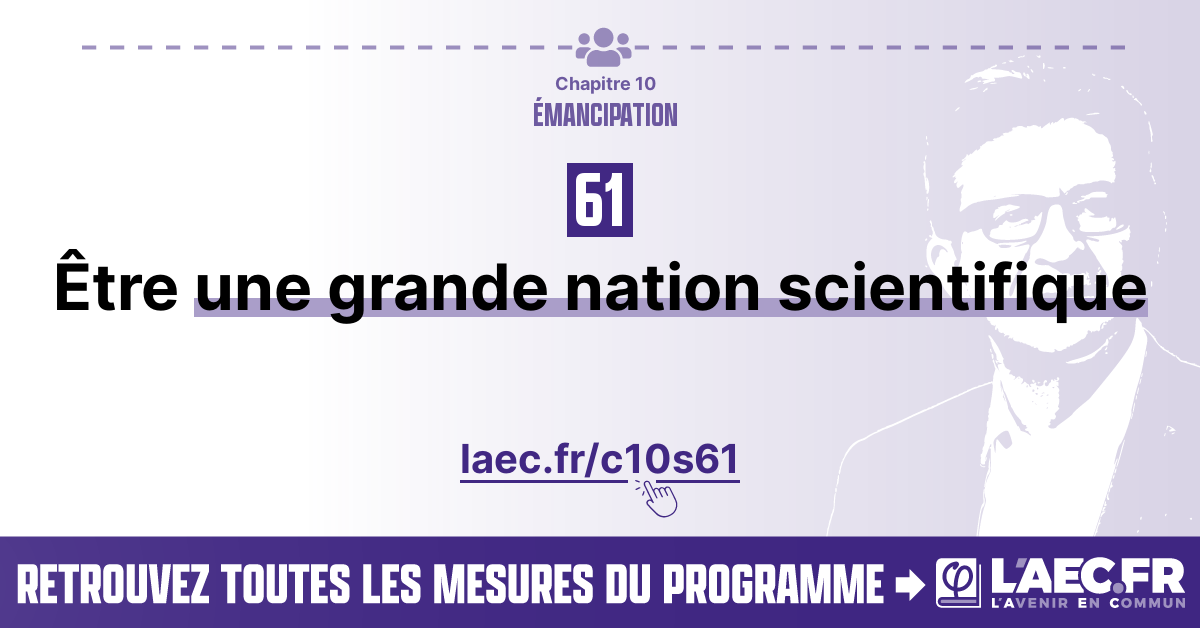 Chapitre 10
ÉMANCIPATION
61
Être une grande nation scientifique
laec.fr/c10s61
RETROUVEZ TOUTES LES MESURES DU PROGRAMME
L'AEC.FR
L'AVENIR EN COMMUN